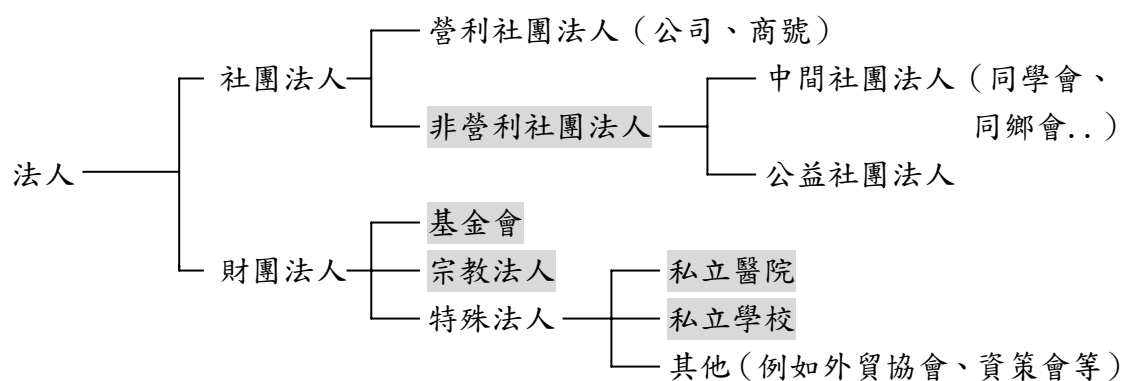 營利社團法人（公司、商號）
社團法人
中間社團法人（同學會、
非營利社團法人
同鄉會..）
法人
公益社團法人
基金會
財團法人
宗教法人
私立醫院
特殊法人
私立學校
其他（例如外貿協會、資策會等）